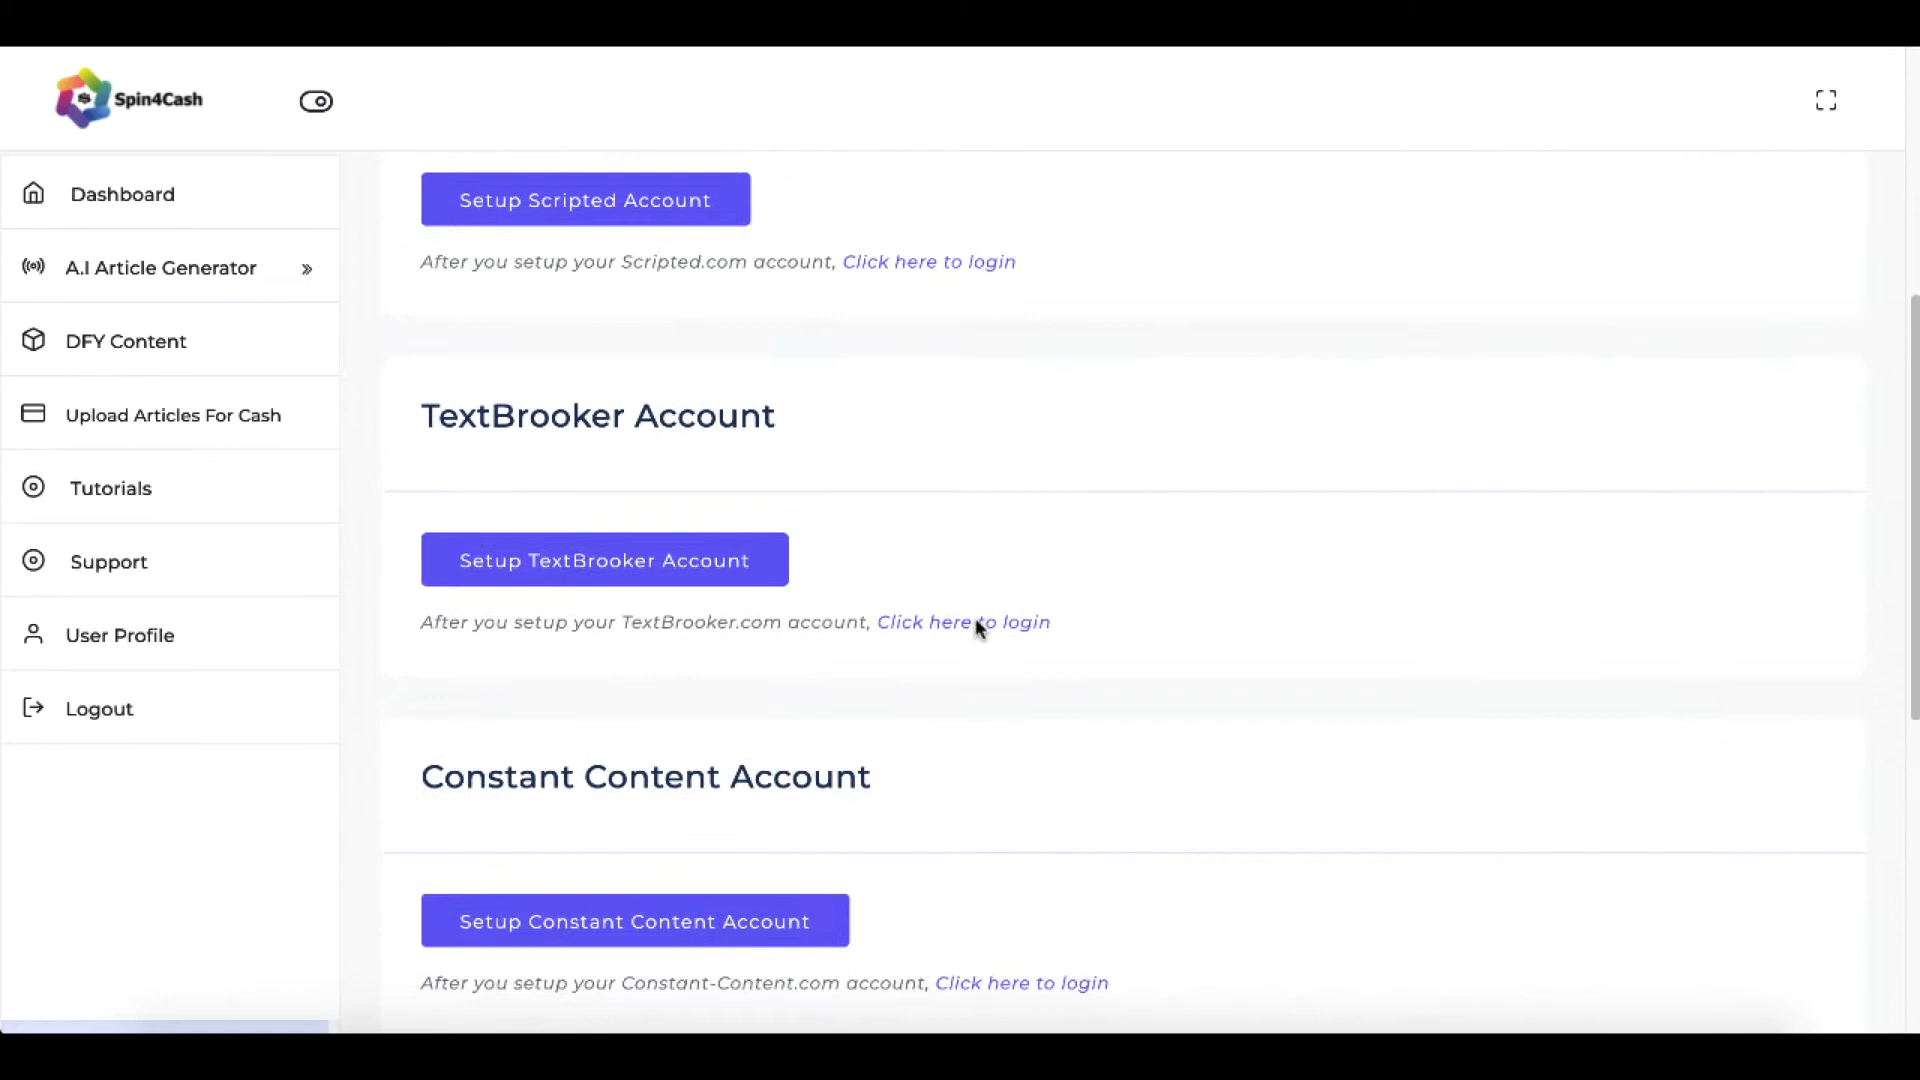 Spin4Cash
Dashboard
A.I Article Generator
DFY Content
Upload Articles For Cash
Tutorials
Support
User Profile
Logout
Setup Scripted Account
After you setup your Scripted.com account, Click here to login
TextBrooker Account
Setup TextBrooker Account
After you setup your TextBrooker.com account, Click here to login
Constant Content Account
Setup Constant Content Account
After you setup your Constant-Content.com account, Click here to login